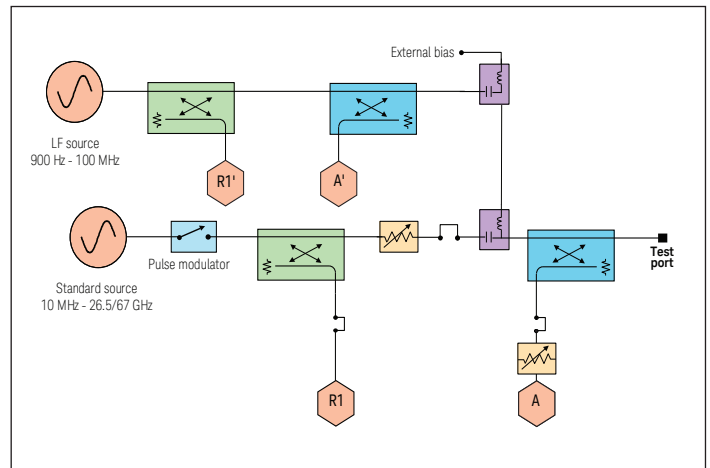 External bias
LF source
900 Hz - 100 MHz
R1'
A'
Pulse modulator
Standard source
10 MHz - 26.5/67 GHz
Test
port
R1
A